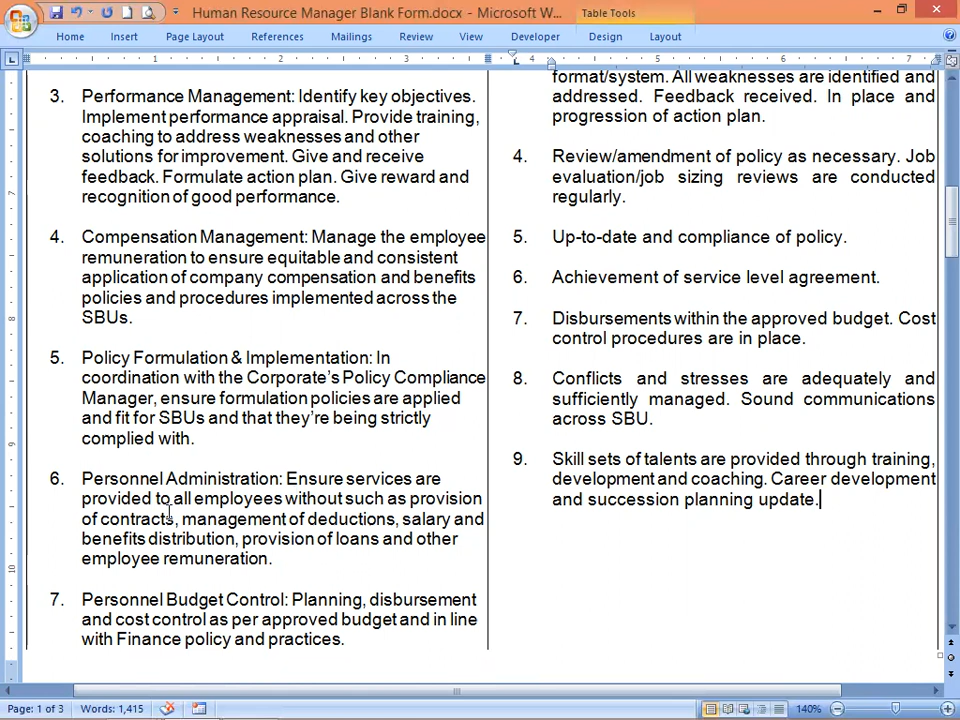 Human Resource Manager Blank Form.docx - Microsoft W...
Table Tools
Home Insert Page Layout References Mailings Review View Developer Design Layout
1 2 3 4 5 6 7
3. Performance Management: Identify key objectives.
Implement performance appraisal. Provide training,
coaching to address weaknesses and other
solutions for improvement. Give and receive
feedback. Formulate action plan. Give reward and
recognition of good performance.
4. Compensation Management: Manage the employee
remuneration to ensure equitable and consistent
application of company compensation and benefits
policies and procedures implemented across the
SBUs.
5. Policy Formulation & Implementation: In
coordination with the Corporate's Policy Compliance
Manager, ensure formulation policies are applied
and fit for SBUs and that they're being strictly
complied with.
6. Personnel Administration: Ensure services are
provided to all employees without such as provision
of contracts, management of deductions, salary and
benefits distribution, provision of loans and other
employee remuneration.
7. Personnel Budget Control: Planning, disbursement
and cost control as per approved budget and in line
with Finance policy and practices.
format/system. All weaknesses are identified and
addressed. Feedback received. In place and
progression of action plan.
4. Review/amendment of policy as necessary. Job
evaluation/job sizing reviews are conducted
regularly.
5. Up-to-date and compliance of policy.
6. Achievement of service level agreement.
7. Disbursements within the approved budget. Cost
control procedures are in place.
8. Conflicts and stresses are adequately and
sufficiently managed. Sound communications
across SBU.
9. Skill sets of talents are provided through training,
development and coaching. Career development
and succession planning update.
7
8
9
10
Page: 1 of 3 Words: 1,415 140%